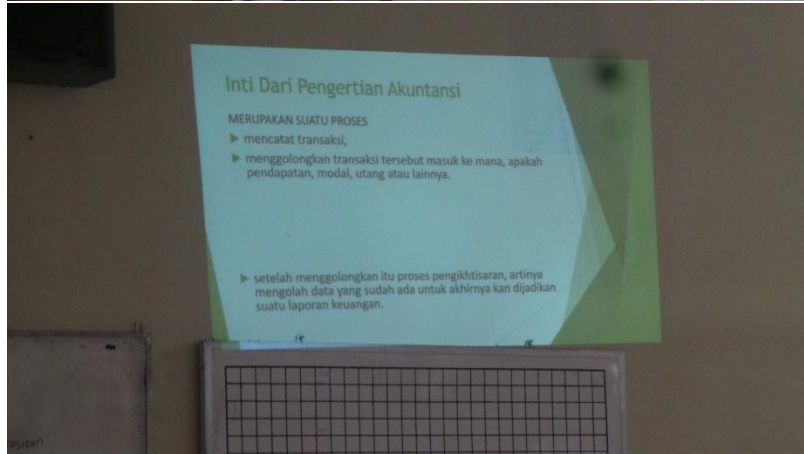 Inti Dari Pengertian Akuntansi
MERUPAKAN SUATU PROSES
mencatat transaksi,
menggolongkan transaksi tersebut masuk ke mana, apakah
pendapatan, modal, utang atau lainnya.
setelah menggolongkan itu proses pengikhtisaran, artinya
mengolah data yang sudah ada untuk akhirnya kan dijadikan
suatu laporan keuangan.